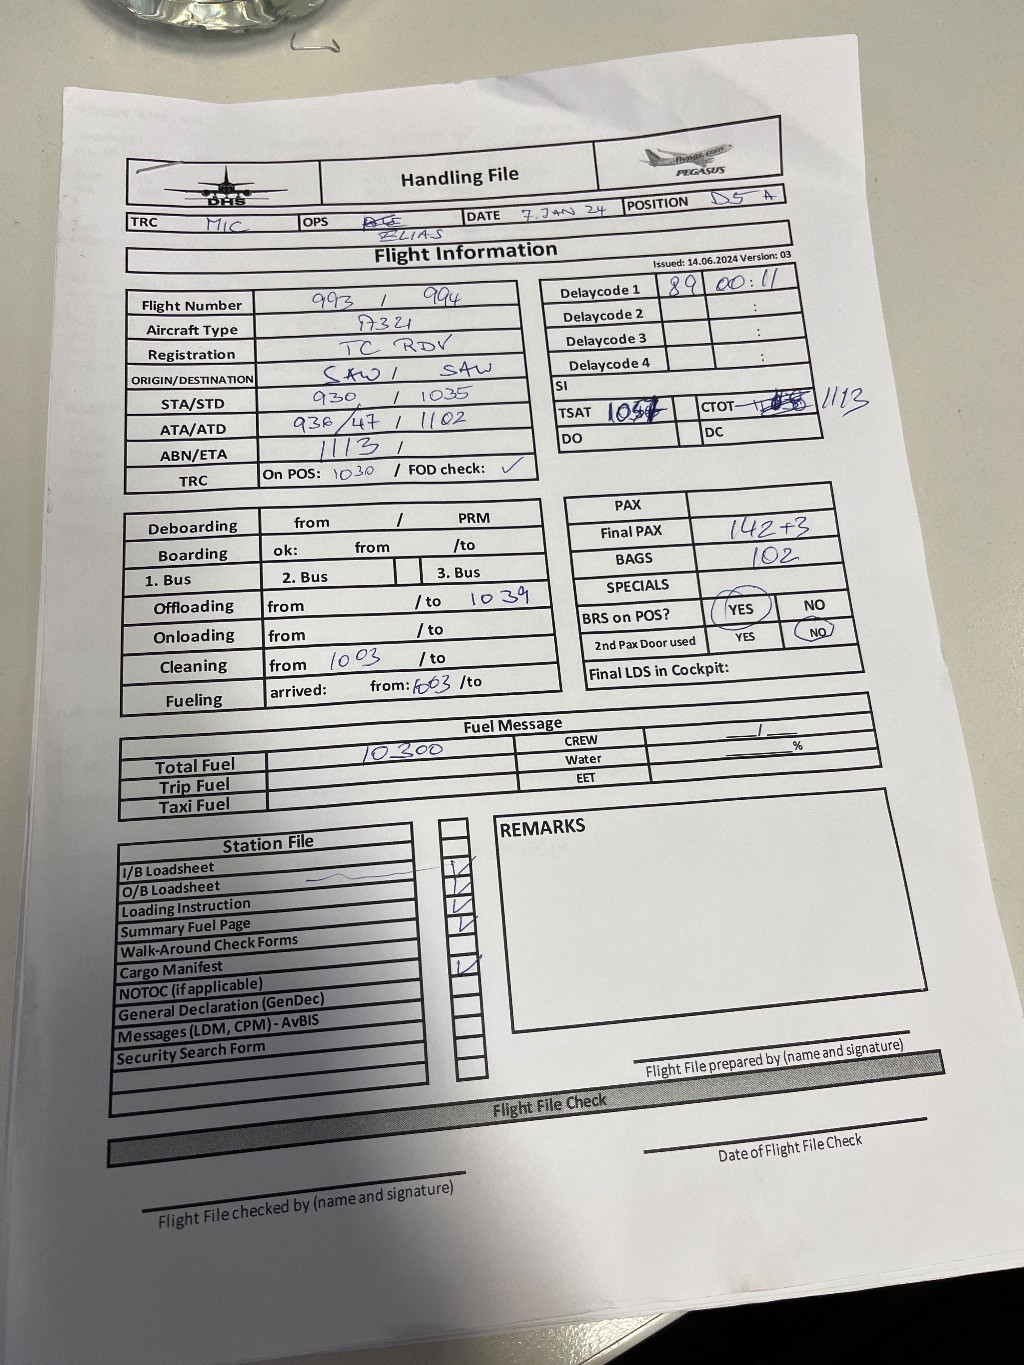 DHS
Handling File
flypgs.com
PEGASUS
TRC MIC OPS ELIAS DATE 7.JAN 24 POSITION D5 A
Flight Information
Issued: 14.06.2024 Version: 03
Flight Number 993 / 994
Aircraft Type A321
Registration TC RDV
ORIGIN/DESTINATION SAW / SAW
STA/STD 930 / 1035
ATA/ATD 936/47 / 1102
ABN/ETA 1113 /
TRC On POS: 1030 / FOD check: ✓
Delaycode 1 89 00:11
Delaycode 2 :
Delaycode 3 :
Delaycode 4 :
SI
TSAT CTOT 1113
DO DC
Deboarding from / PRM
Boarding ok: from /to
1. Bus 2. Bus 3. Bus
Offloading from / to 1039
Onloading from / to
Cleaning from 1003 / to
Fueling arrived: from: 1003 /to
PAX
Final PAX 142+3
BAGS 102
SPECIALS
BRS on POS? YES NO
2nd Pax Door used YES NO
Final LDS in Cockpit:
Fuel Message
Total Fuel 10300 CREW __/__
Trip Fuel Water ______%
Taxi Fuel EET
Station File
I/B Loadsheet
O/B Loadsheet
Loading Instruction
Summary Fuel Page
Walk-Around Check Forms
Cargo Manifest
NOTOC (if applicable)
General Declaration (GenDec)
Messages (LDM, CPM) - AvBIS
Security Search Form
REMARKS
Flight File prepared by (name and signature)
Flight File Check
Flight File checked by (name and signature)
Date of Flight File Check